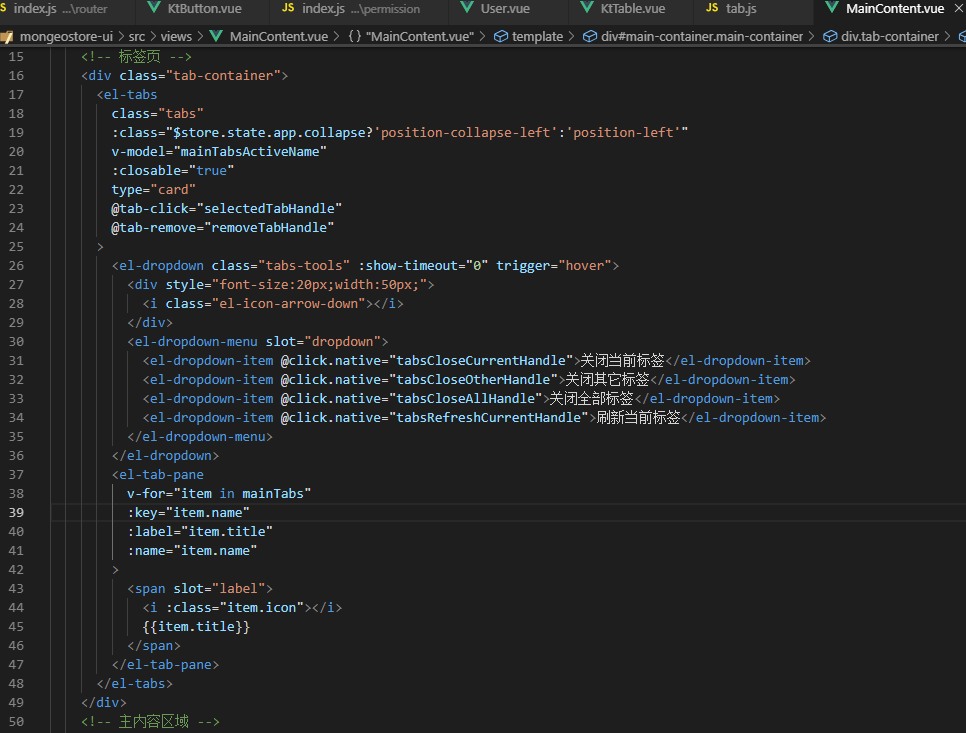 index.js ...\router KtButton.vue index.js ...\permission User.vue KtTable.vue tab.js MainContent.vue
mongeostore-ui > src > views > MainContent.vue > {} "MainContent.vue" > template > div#main-container.main-container > div.tab-container >
15 <!-- 标签页 -->
16 <div class="tab-container">
17 <el-tabs
18 class="tabs"
19 :class="$store.state.app.collapse?'position-collapse-left':'position-left'"
20 v-model="mainTabsActiveName"
21 :closable="true"
22 type="card"
23 @tab-click="selectedTabHandle"
24 @tab-remove="removeTabHandle"
25 >
26 <el-dropdown class="tabs-tools" :show-timeout="0" trigger="hover">
27 <div style="font-size:20px;width:50px;">
28 <i class="el-icon-arrow-down"></i>
29 </div>
30 <el-dropdown-menu slot="dropdown">
31 <el-dropdown-item @click.native="tabsCloseCurrentHandle">关闭当前标签</el-dropdown-item>
32 <el-dropdown-item @click.native="tabsCloseOtherHandle">关闭其它标签</el-dropdown-item>
33 <el-dropdown-item @click.native="tabsCloseAllHandle">关闭全部标签</el-dropdown-item>
34 <el-dropdown-item @click.native="tabsRefreshCurrentHandle">刷新当前标签</el-dropdown-item>
35 </el-dropdown-menu>
36 </el-dropdown>
37 <el-tab-pane
38 v-for="item in mainTabs"
39 :key="item.name"
40 :label="item.title"
41 :name="item.name"
42 >
43 <span slot="label">
44 <i :class="item.icon"></i>
45 {{item.title}}
46 </span>
47 </el-tab-pane>
48 </el-tabs>
49 </div>
50 <!-- 主内容区域 -->